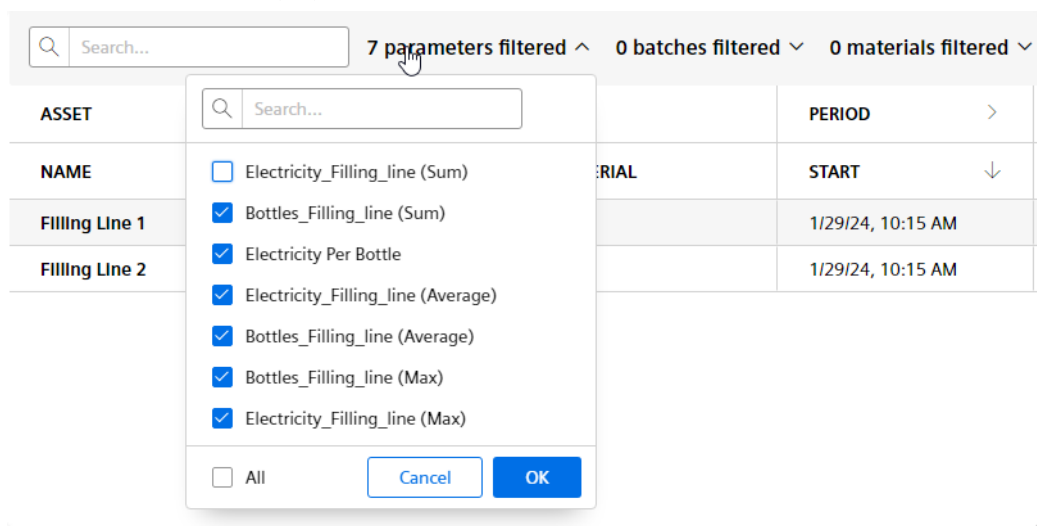 Search... 7 parameters filtered 0 batches filtered 0 materials filtered
ASSET PERIOD
Search...
NAME ERIAL START
Electricity_Filling_line (Sum)
Bottles_Filling_line (Sum)
Filling Line 1 1/29/24, 10:15 AM
Electricity Per Bottle
Filling Line 2 1/29/24, 10:15 AM
Electricity_Filling_line (Average)
Bottles_Filling_line (Average)
Bottles_Filling_line (Max)
Electricity_Filling_line (Max)
All Cancel OK